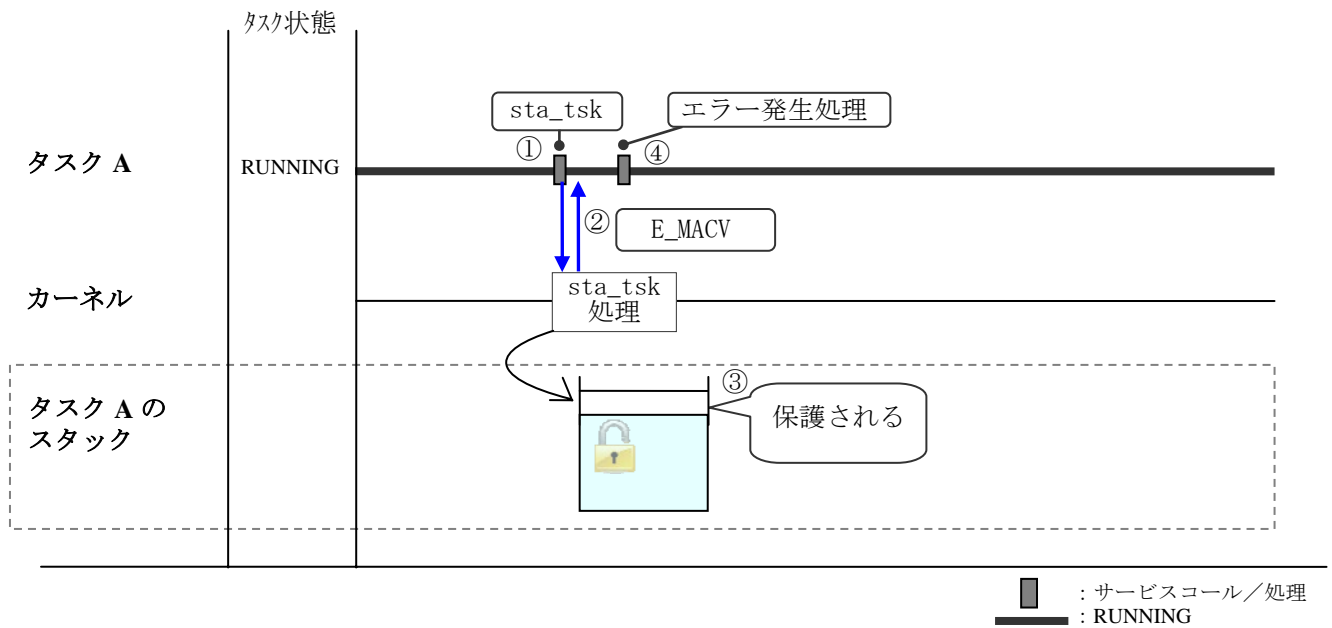 ﾀｽｸ状態
sta_tsk
エラー発生処理
①
④
タスク A
RUNNING
②
E_MACV
カーネル
sta_tsk
処理
③
タスク A の
スタック
保護される
：サービスコール／処理
：RUNNING